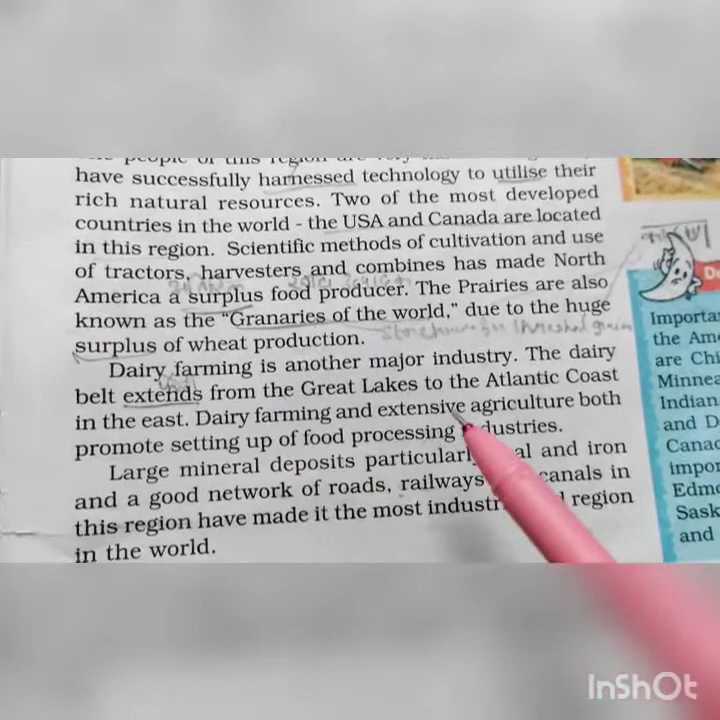 people of this region are very
have successfully harnessed technology to utilise their
rich natural resources. Two of the most developed
countries in the world - the USA and Canada are located
in this region. Scientific methods of cultivation and use
of tractors, harvesters and combines has made North
America a surplus food producer. The Prairies are also
known as the “Granaries of the world,” due to the huge
surplus of wheat production.
Dairy farming is another major industry. The dairy
belt extends from the Great Lakes to the Atlantic Coast
in the east. Dairy farming and extensive agriculture both
promote setting up of food processing dustries.
Large mineral deposits particularl al and iron
and a good network of roads, railways canals in
this region have made it the most industr region
in the world.
Importa
the Am
are Chi
Minnea
Indian
and D
Canac
impor
Edmo
Sask
and
InShOt